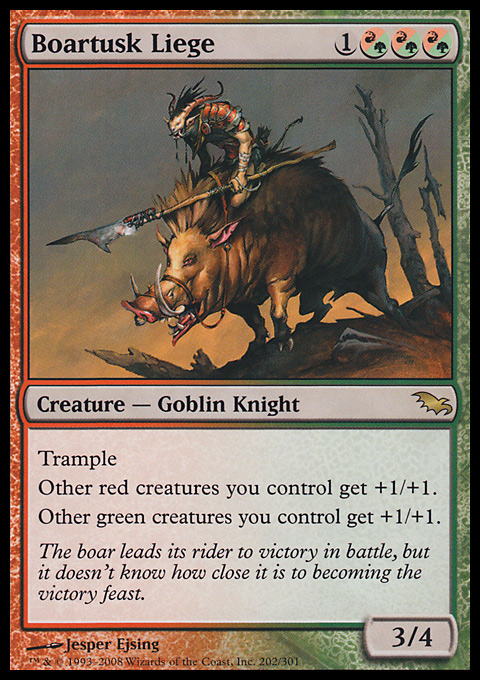 Boartusk Liege 1
Creature — Goblin Knight
Trample
Other red creatures you control get +1/+1.
Other green creatures you control get +1/+1.
The boar leads its rider to victory in battle, but
it doesn't know how close it is to becoming the
victory feast.
Jesper Ejsing
3/4
™ & © 1993–2008 Wizards of the Coast, Inc. 202/301